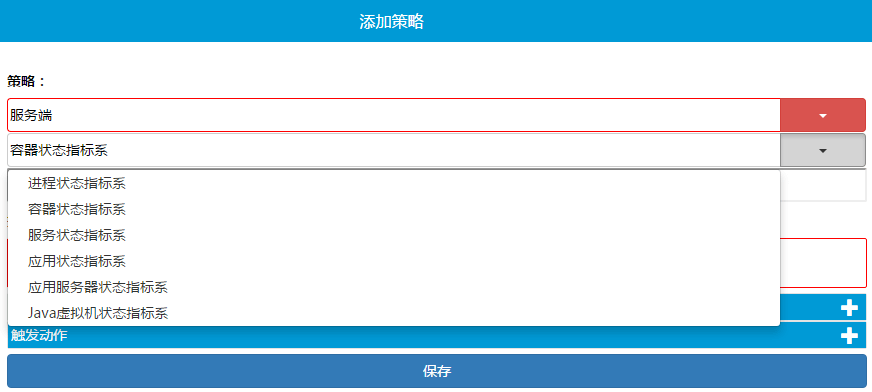 添加策略
策略：
服务端
容器状态指标系
进程状态指标系
容器状态指标系
服务状态指标系
应用状态指标系
应用服务器状态指标系
Java虚拟机状态指标系
触发动作
保存